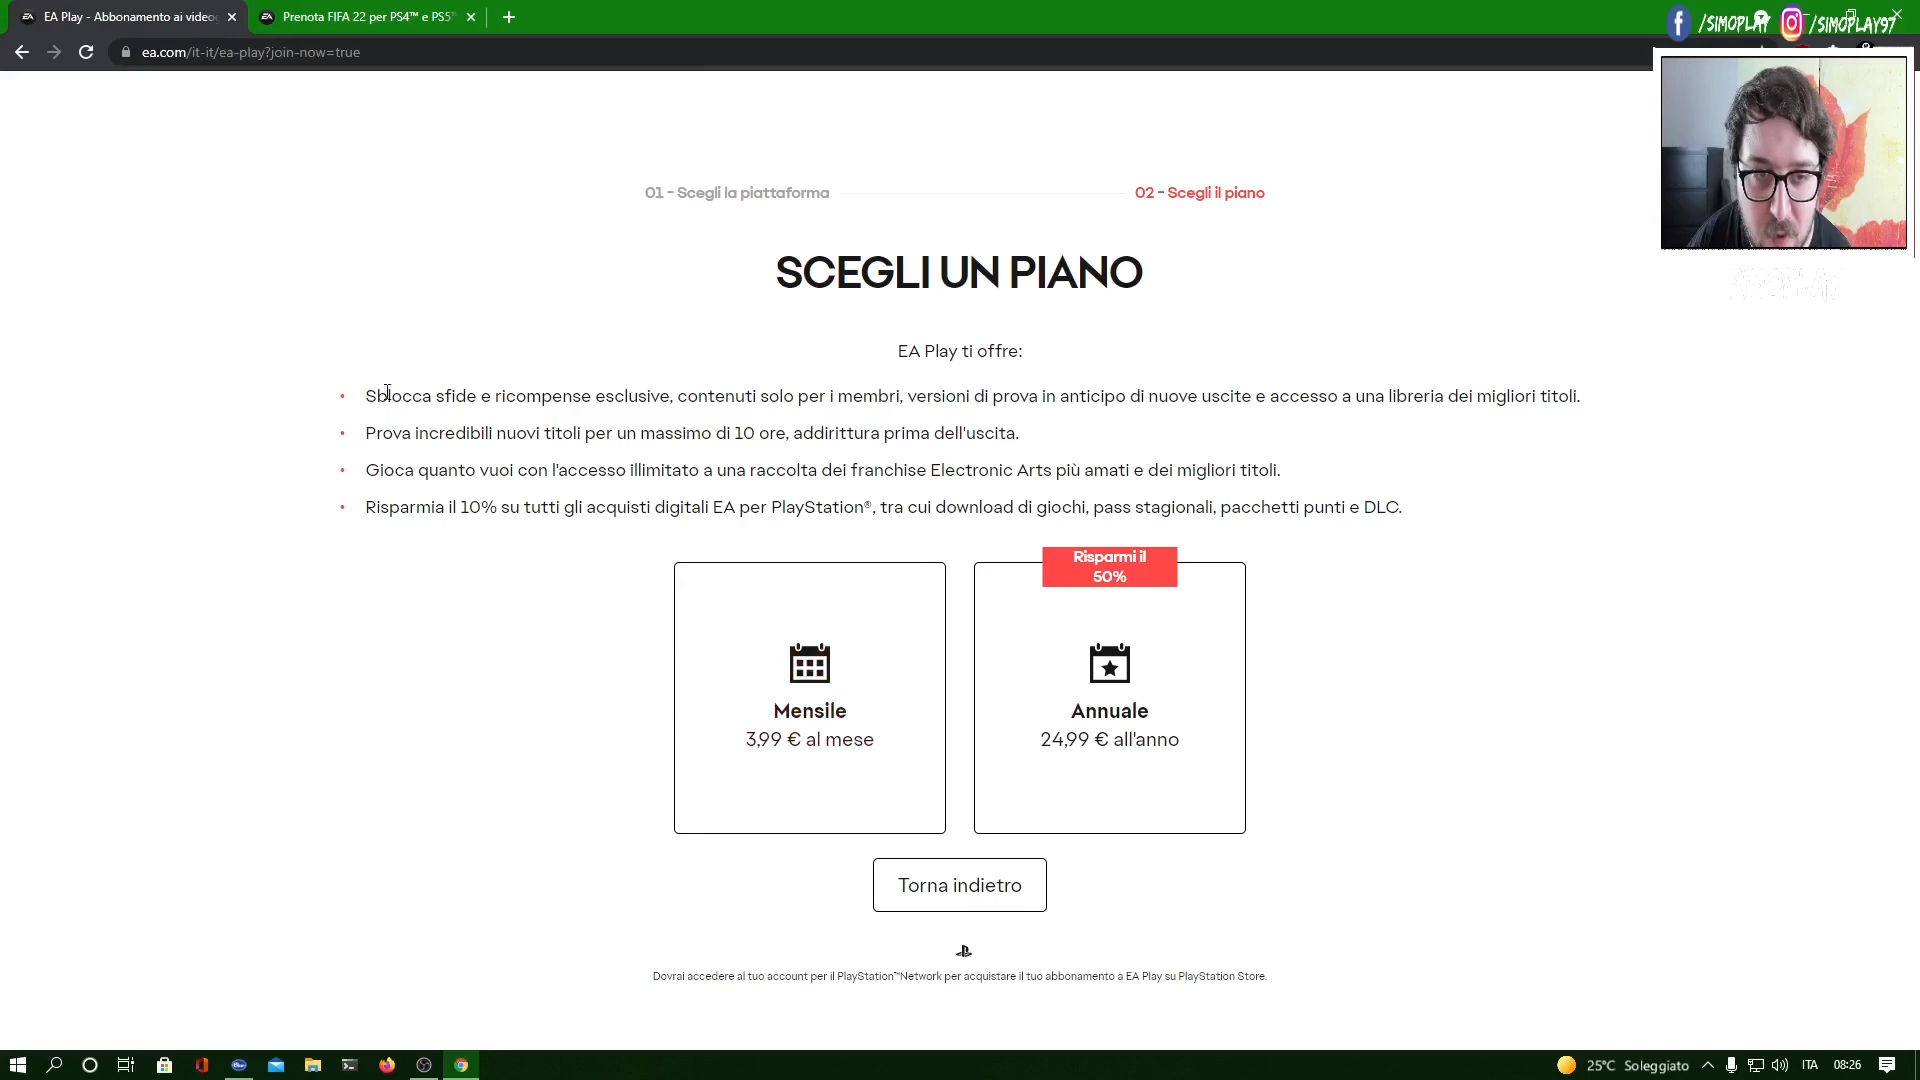 EA Play - Abbonamento ai video
Prenota FIFA 22 per PS4™ e PS5™
/SIMOPLAY
/SIMOPLAY97
ea.com/it-it/ea-play?join-now=true
01 - Scegli la piattaforma
02 - Scegli il piano
SCEGLI UN PIANO
EA Play ti offre:
• Sblocca sfide e ricompense esclusive, contenuti solo per i membri, versioni di prova in anticipo di nuove uscite e accesso a una libreria dei migliori titoli.
• Prova incredibili nuovi titoli per un massimo di 10 ore, addirittura prima dell'uscita.
• Gioca quanto vuoi con l'accesso illimitato a una raccolta dei franchise Electronic Arts più amati e dei migliori titoli.
• Risparmia il 10% su tutti gli acquisti digitali EA per PlayStation®, tra cui download di giochi, pass stagionali, pacchetti punti e DLC.
Risparmi il
50%
Mensile
3,99 € al mese
Annuale
24,99 € all'anno
Torna indietro
Dovrai accedere al tuo account per il PlayStation™Network per acquistare il tuo abbonamento a EA Play su PlayStation Store.
25°C Soleggiato
ITA
08:26